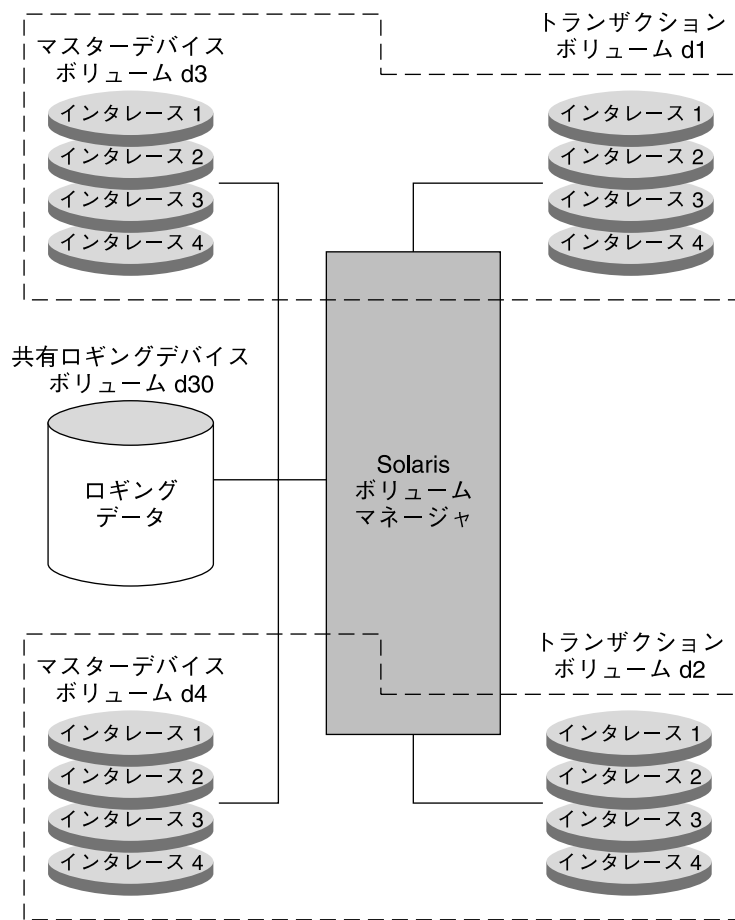 マスターデバイス
ボリューム d3
インタレース 1
インタレース 2
インタレース 3
インタレース 4
トランザクション
ボリューム d1
インタレース 1
インタレース 2
インタレース 3
インタレース 4
共有ロギングデバイス
ボリューム d30
ロギング
データ
Solaris
ボリューム
マネージャ
マスターデバイス
ボリューム d4
インタレース 1
インタレース 2
インタレース 3
インタレース 4
トランザクション
ボリューム d2
インタレース 1
インタレース 2
インタレース 3
インタレース 4